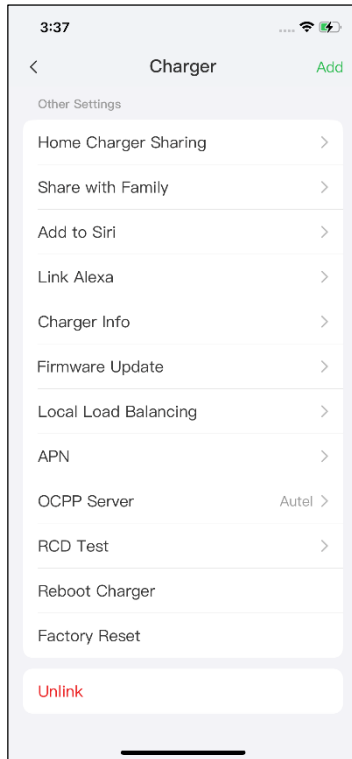 3:37
Charger
Add
Other Settings
Home Charger Sharing
Share with Family
Add to Siri
Link Alexa
Charger Info
Firmware Update
Local Load Balancing
APN
OCPP Server Autel
RCD Test
Reboot Charger
Factory Reset
Unlink